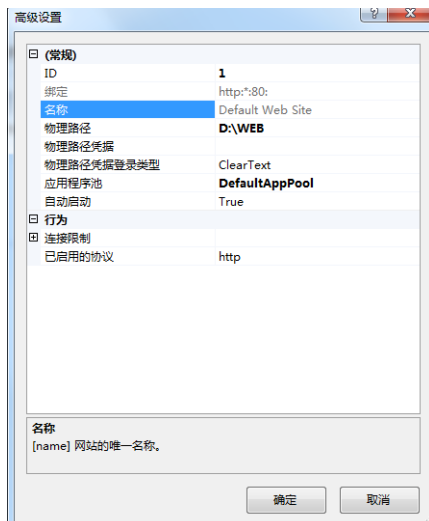 高级设置
(常规)
ID 1
绑定 http:*:80:
名称 Default Web Site
物理路径 D:\WEB
物理路径凭据
物理路径凭据登录类型 ClearText
应用程序池 DefaultAppPool
自动启动 True
行为
连接限制
已启用的协议 http
名称
[name] 网站的唯一名称。
确定 取消